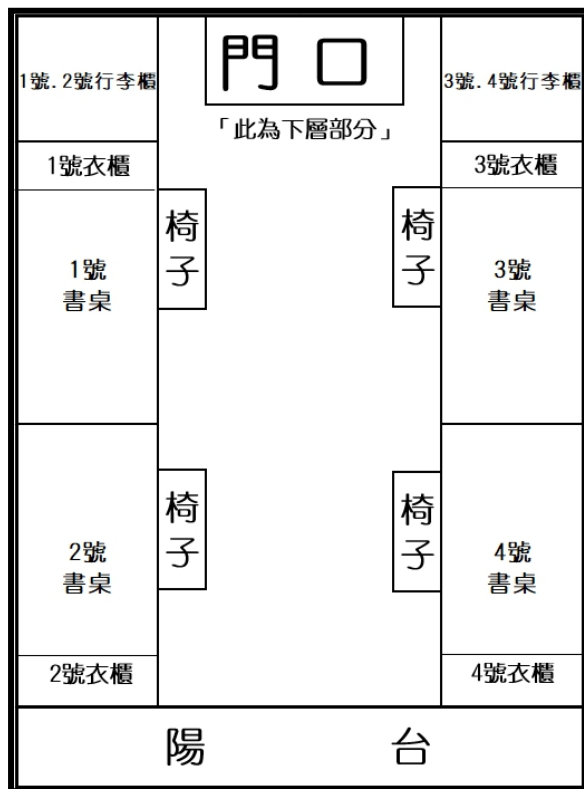 門 口
1號.2號行李櫃
3號.4號行李櫃
「此為下層部分」
1號衣櫃
3號衣櫃
椅
子
椅
子
1號
書桌
3號
書桌
椅
子
椅
子
2號
書桌
4號
書桌
2號衣櫃
4號衣櫃
陽 台